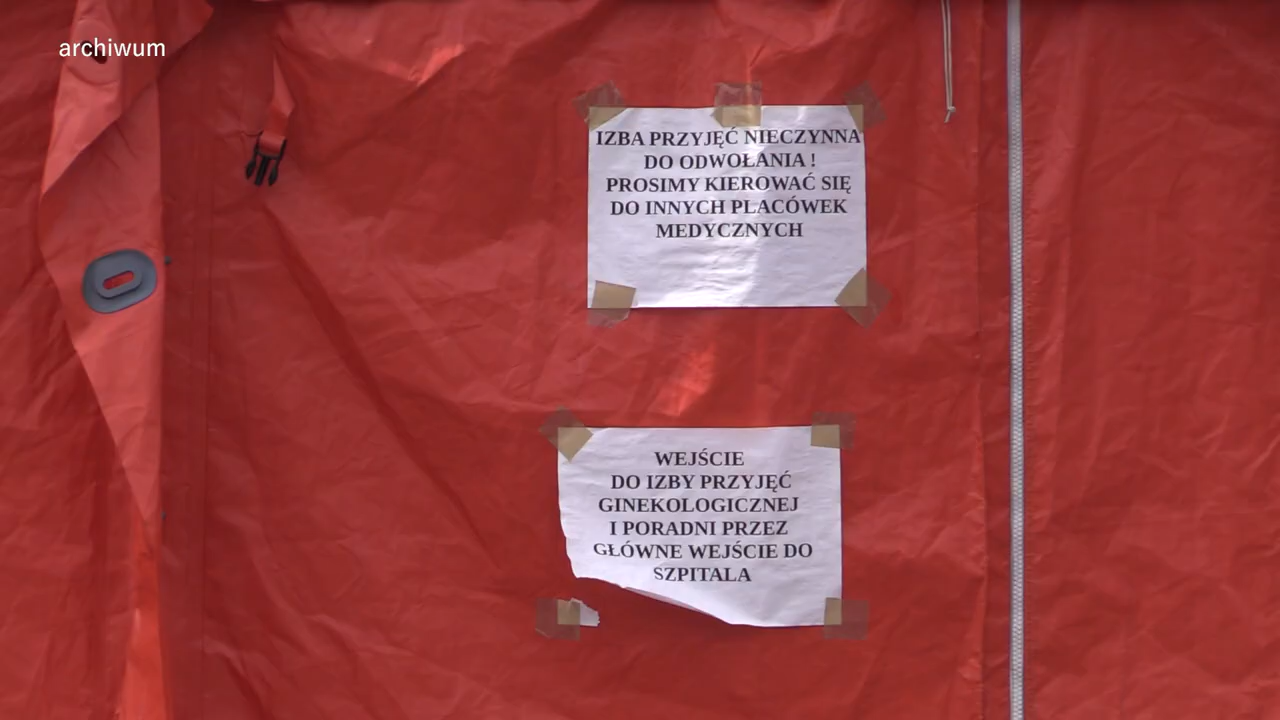 archiwum
IZBA PRZYJĘĆ NIECZYNNA
DO ODWOŁANIA !
PROSIMY KIEROWAĆ SIĘ
DO INNYCH PLACÓWEK
MEDYCZNYCH
WEJŚCIE
DO IZBY PRZYJĘĆ
GINEKOLOGICZNEJ
I PORADNI PRZEZ
GŁÓWNE WEJŚCIE DO
SZPITALA